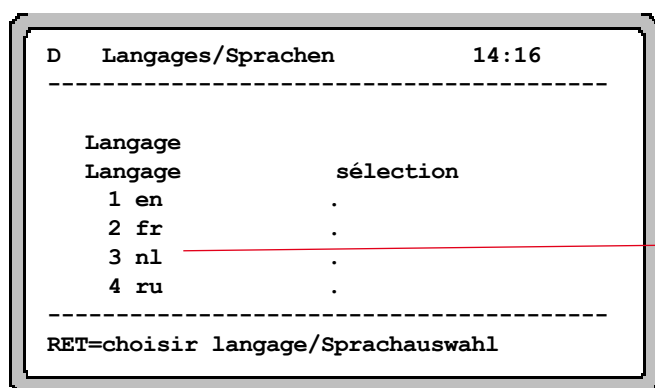 D Langages/Sprachen 14:16
-----------------------------------------
Langage
Langage sélection
1 en .
2 fr .
3 nl .
4 ru .
-----------------------------------------
RET=choisir langage/Sprachauswahl